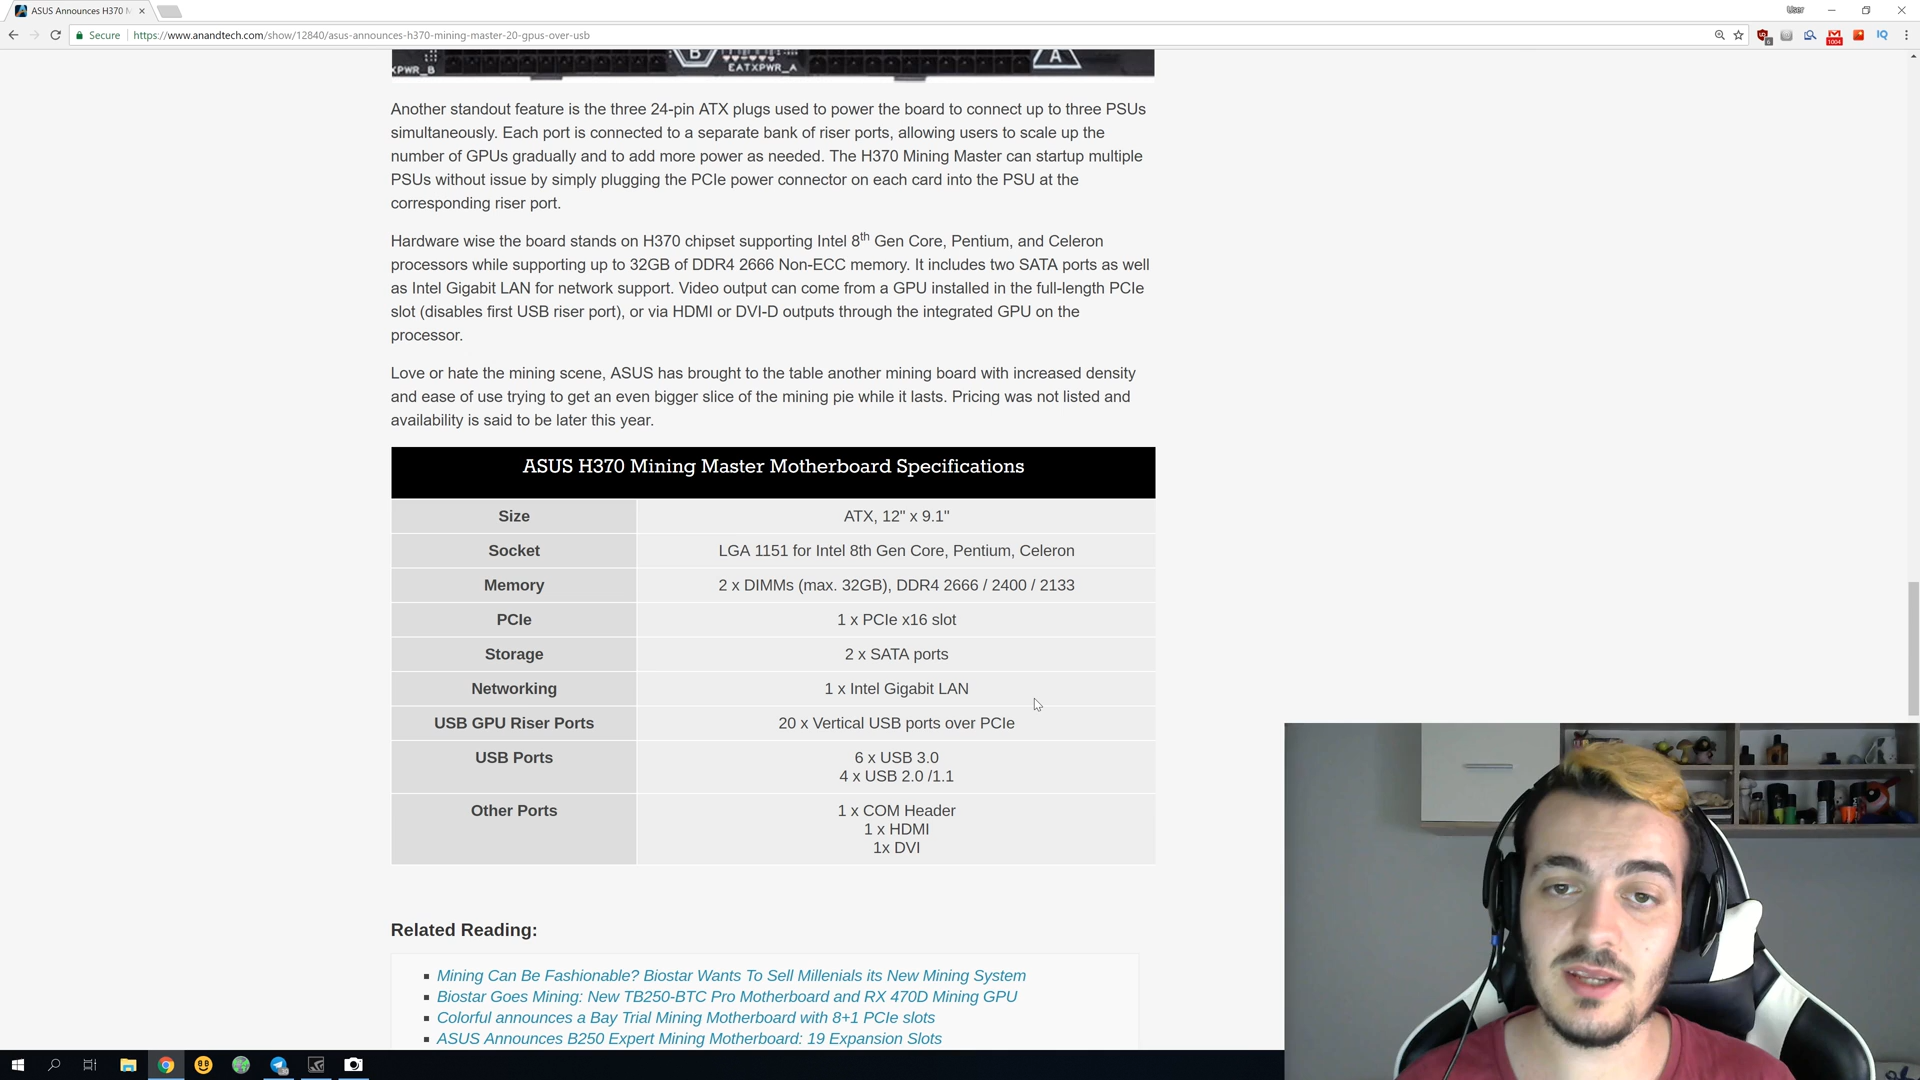 ASUS Announces H370 M
User
Secure
https://www.anandtech.com/show/12840/asus-announces-h370-mining-master-20-gpus-over-usb
6
1004
IQ
XPWR_B
B
EATXPWR_A
A
Another standout feature is the three 24-pin ATX plugs used to power the board to connect up to three PSUs
simultaneously. Each port is connected to a separate bank of riser ports, allowing users to scale up the
number of GPUs gradually and to add more power as needed. The H370 Mining Master can startup multiple
PSUs without issue by simply plugging the PCIe power connector on each card into the PSU at the
corresponding riser port.
Hardware wise the board stands on H370 chipset supporting Intel 8th Gen Core, Pentium, and Celeron
processors while supporting up to 32GB of DDR4 2666 Non-ECC memory. It includes two SATA ports as well
as Intel Gigabit LAN for network support. Video output can come from a GPU installed in the full-length PCIe
slot (disables first USB riser port), or via HDMI or DVI-D outputs through the integrated GPU on the
processor.
Love or hate the mining scene, ASUS has brought to the table another mining board with increased density
and ease of use trying to get an even bigger slice of the mining pie while it lasts. Pricing was not listed and
availability is said to be later this year.
ASUS H370 Mining Master Motherboard Specifications
Size ATX, 12" x 9.1"
Socket LGA 1151 for Intel 8th Gen Core, Pentium, Celeron
Memory 2 x DIMMs (max. 32GB), DDR4 2666 / 2400 / 2133
PCIe 1 x PCIe x16 slot
Storage 2 x SATA ports
Networking 1 x Intel Gigabit LAN
USB GPU Riser Ports 20 x Vertical USB ports over PCIe
USB Ports 6 x USB 3.0
4 x USB 2.0 /1.1
Other Ports 1 x COM Header
1 x HDMI
1x DVI
Related Reading:
Mining Can Be Fashionable? Biostar Wants To Sell Millenials its New Mining System
Biostar Goes Mining: New TB250-BTC Pro Motherboard and RX 470D Mining GPU
Colorful announces a Bay Trial Mining Motherboard with 8+1 PCIe slots
ASUS Announces B250 Expert Mining Motherboard: 19 Expansion Slots